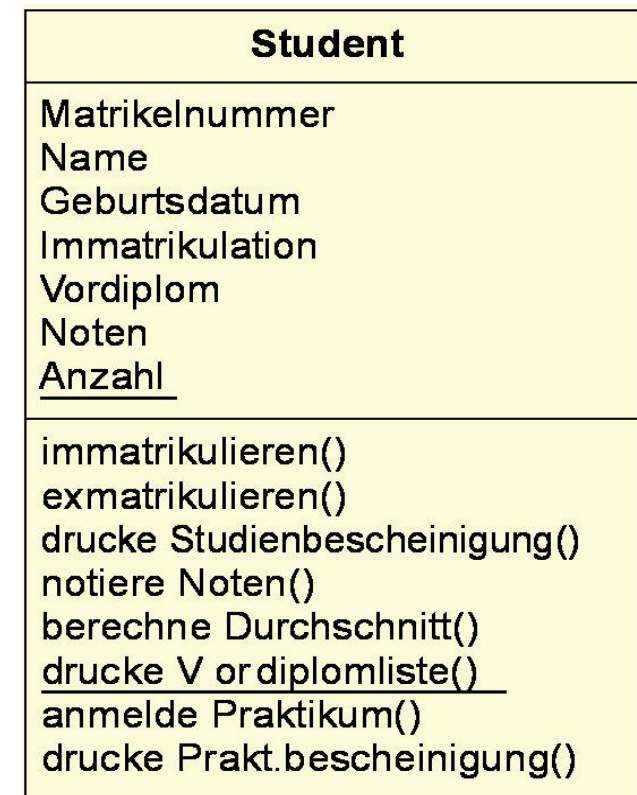 Student
Matrikelnummer
Name
Geburtsdatum
Immatrikulation
Vordiplom
Noten
Anzahl
immatrikulieren()
exmatrikulieren()
drucke Studienbescheinigung()
notiere Noten()
berechne Durchschnitt()
drucke V ordiplomliste()
anmelde Praktikum()
drucke Prakt.bescheinigung()